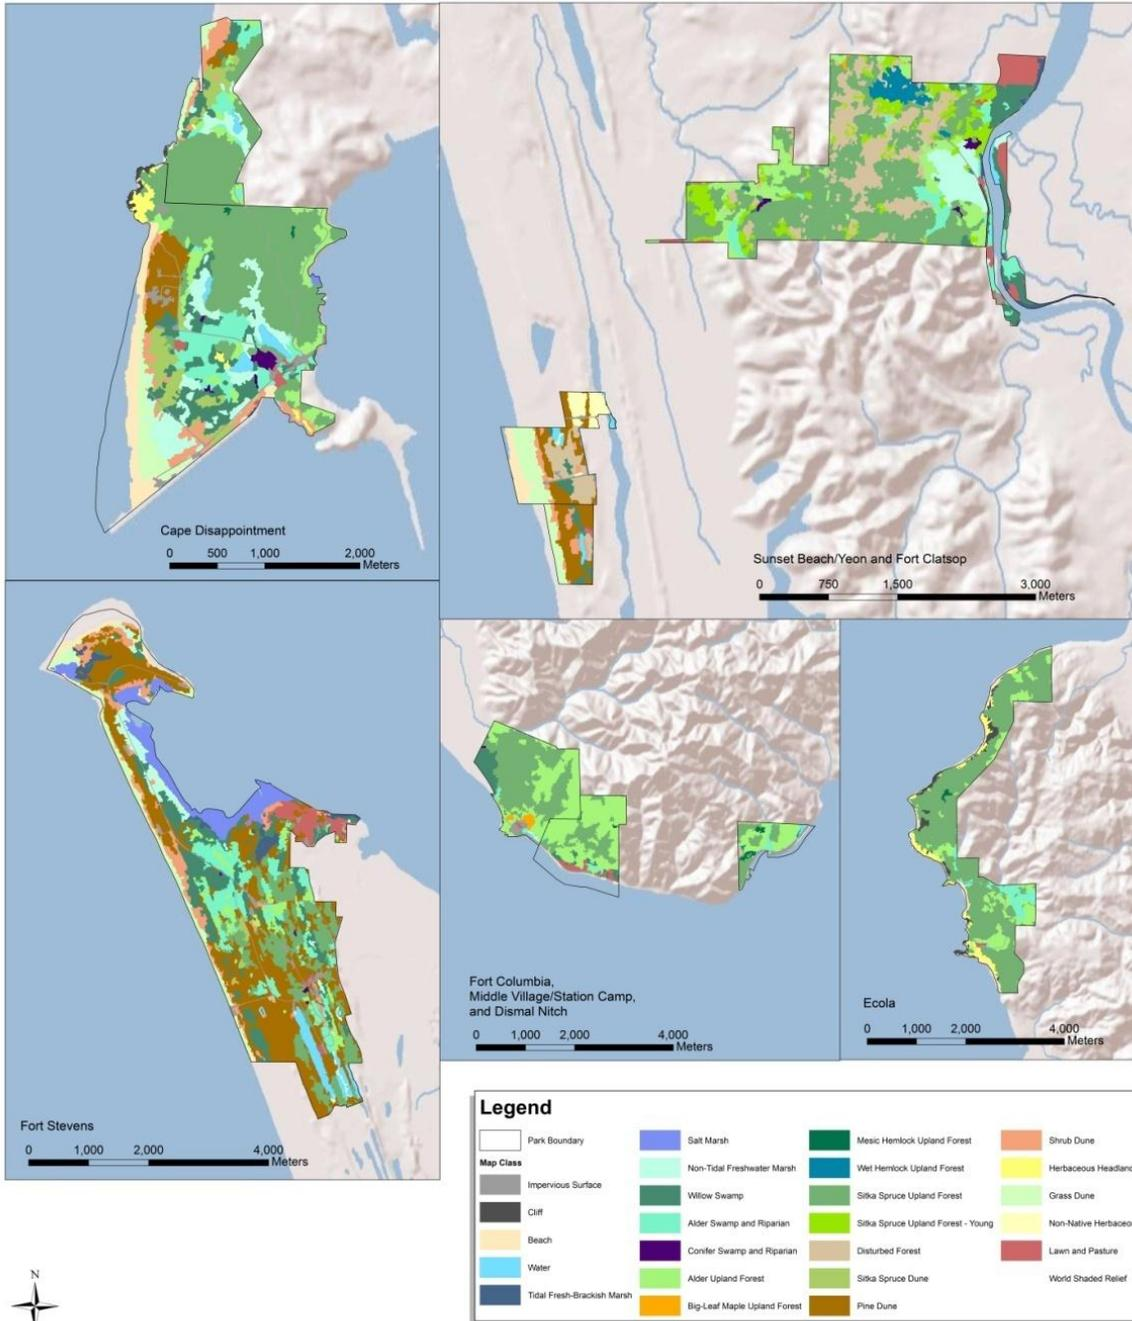 Cape Disappointment
0 500 1,000 2,000
Meters
Sunset Beach/Yeon and Fort Clatsop
0 750 1,500 3,000
Meters
Fort Stevens
0 1,000 2,000 4,000
Meters
Fort Columbia,
Middle Village/Station Camp,
and Dismal Nitch
0 1,000 2,000 4,000
Meters
Ecola
0 1,000 2,000 4,000
Meters
N
Legend
Park Boundary
Map Class
Impervious Surface
Cliff
Beach
Water
Tidal Fresh-Brackish Marsh
Salt Marsh
Non-Tidal Freshwater Marsh
Willow Swamp
Alder Swamp and Riparian
Conifer Swamp and Riparian
Alder Upland Forest
Big-Leaf Maple Upland Forest
Mesic Hemlock Upland Forest
Wet Hemlock Upland Forest
Sitka Spruce Upland Forest
Sitka Spruce Upland Forest - Young
Disturbed Forest
Sitka Spruce Dune
Pine Dune
Shrub Dune
Herbaceous Headland
Grass Dune
Non-Native Herbaceo
Lawn and Pasture
World Shaded Relief